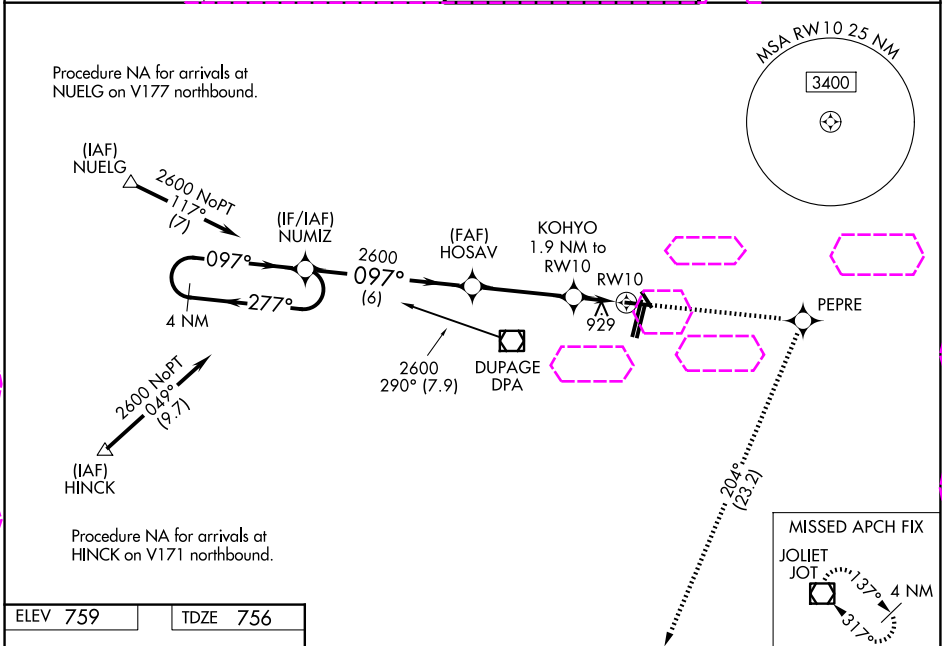 MSA RW10 25 NM
3400
Procedure NA for arrivals at
NUELG on V177 northbound.
(IAF)
NUELG
2600 NoPT
117°
(7)
(IF/IAF)
NUMIZ
097°
277°
4 NM
2600
097°
(6)
(FAF)
HOSAV
KOHYO
1.9 NM to
RW10
RW10
929
PEPRE
2600
290° (7.9)
DUPAGE
DPA
2600 NoPT
049°
(9.7)
(IAF)
HINCK
204°
(23.2)
Procedure NA for arrivals at
HINCK on V171 northbound.
MISSED APCH FIX
JOLIET
JOT
137°
4 NM
317°
ELEV 759
TDZE 756